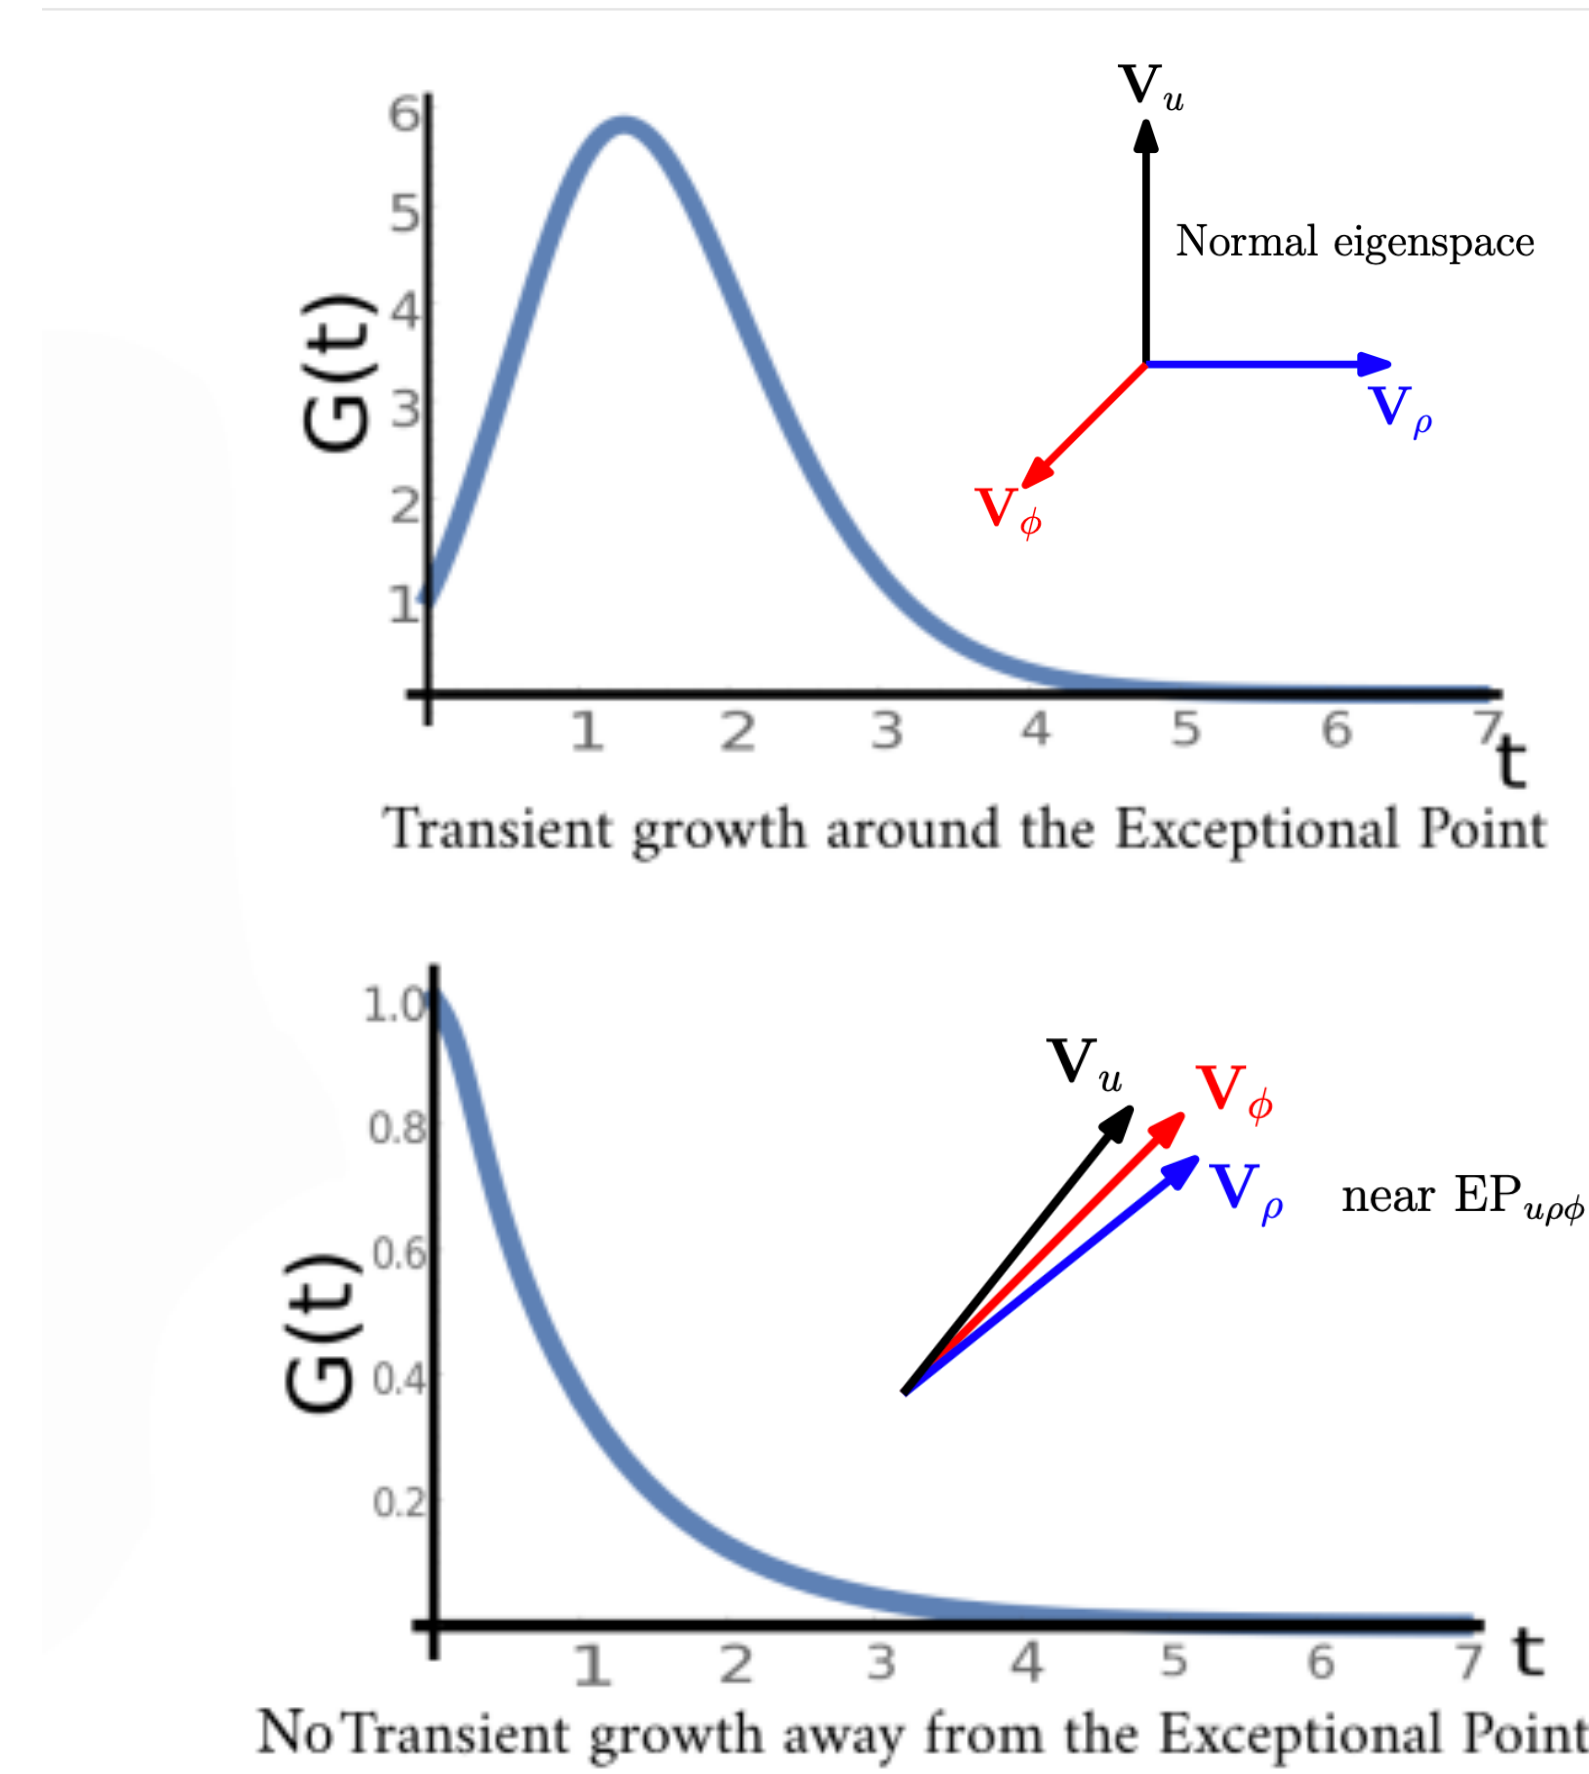 V_u
6
5
4
3
2
1
G(t)
Normal eigenspace
V_ρ
V_ϕ
1 2 3 4 5 6 7
t
Transient growth around the Exceptional Point
1.0
0.8
0.6
0.4
0.2
G(t)
V_u
V_ϕ
V_ρ
near EP_uρϕ
1 2 3 4 5 6 7 t
No Transient growth away from the Exceptional Point